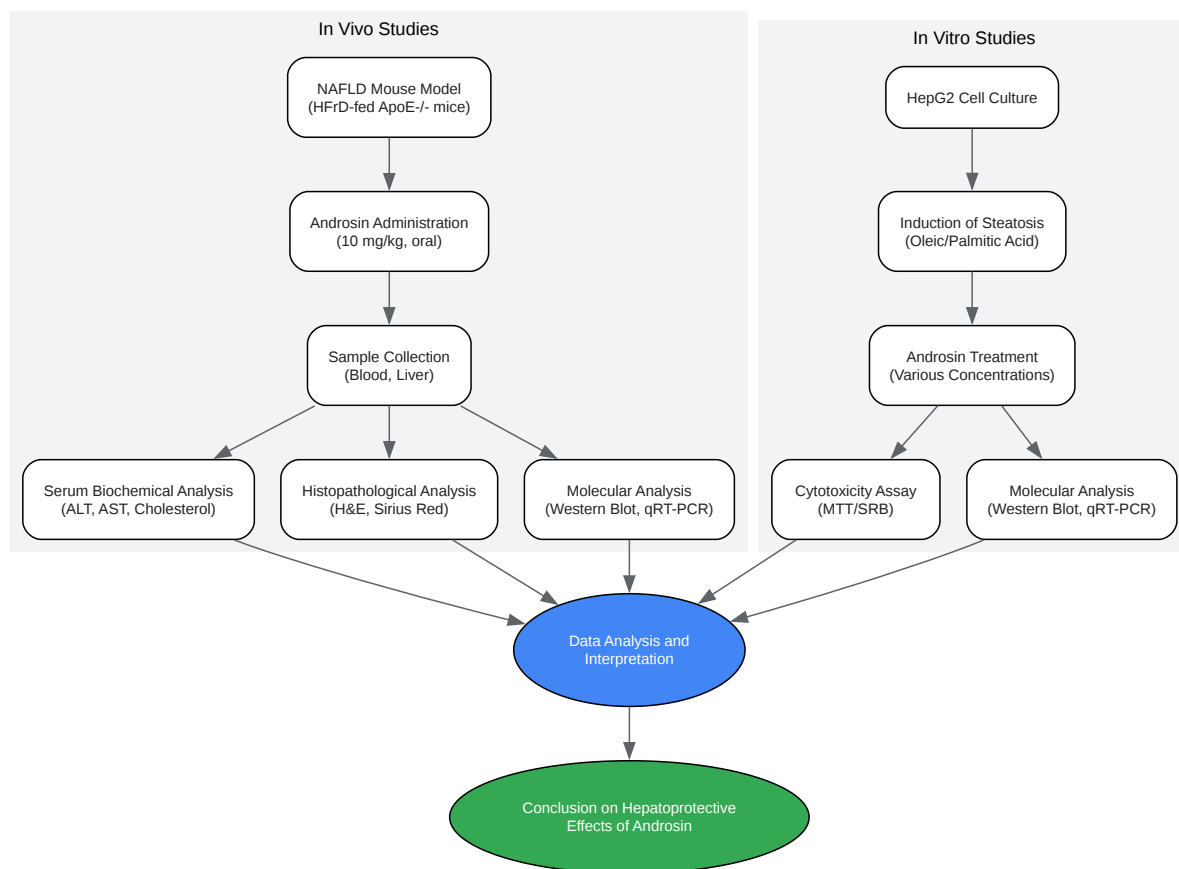 In Vivo Studies
NAFLD Mouse Model
(HFrD-fed ApoE-/- mice)
Androsin Administration
(10 mg/kg, oral)
Sample Collection
(Blood, Liver)
Serum Biochemical Analysis
(ALT, AST, Cholesterol)
Histopathological Analysis
(H&E, Sirius Red)
Molecular Analysis
(Western Blot, qRT-PCR)
In Vitro Studies
HepG2 Cell Culture
Induction of Steatosis
(Oleic/Palmitic Acid)
Androsin Treatment
(Various Concentrations)
Cytotoxicity Assay
(MTT/SRB)
Molecular Analysis
(Western Blot, qRT-PCR)
Data Analysis and
Interpretation
Conclusion on Hepatoprotective
Effects of Androsin